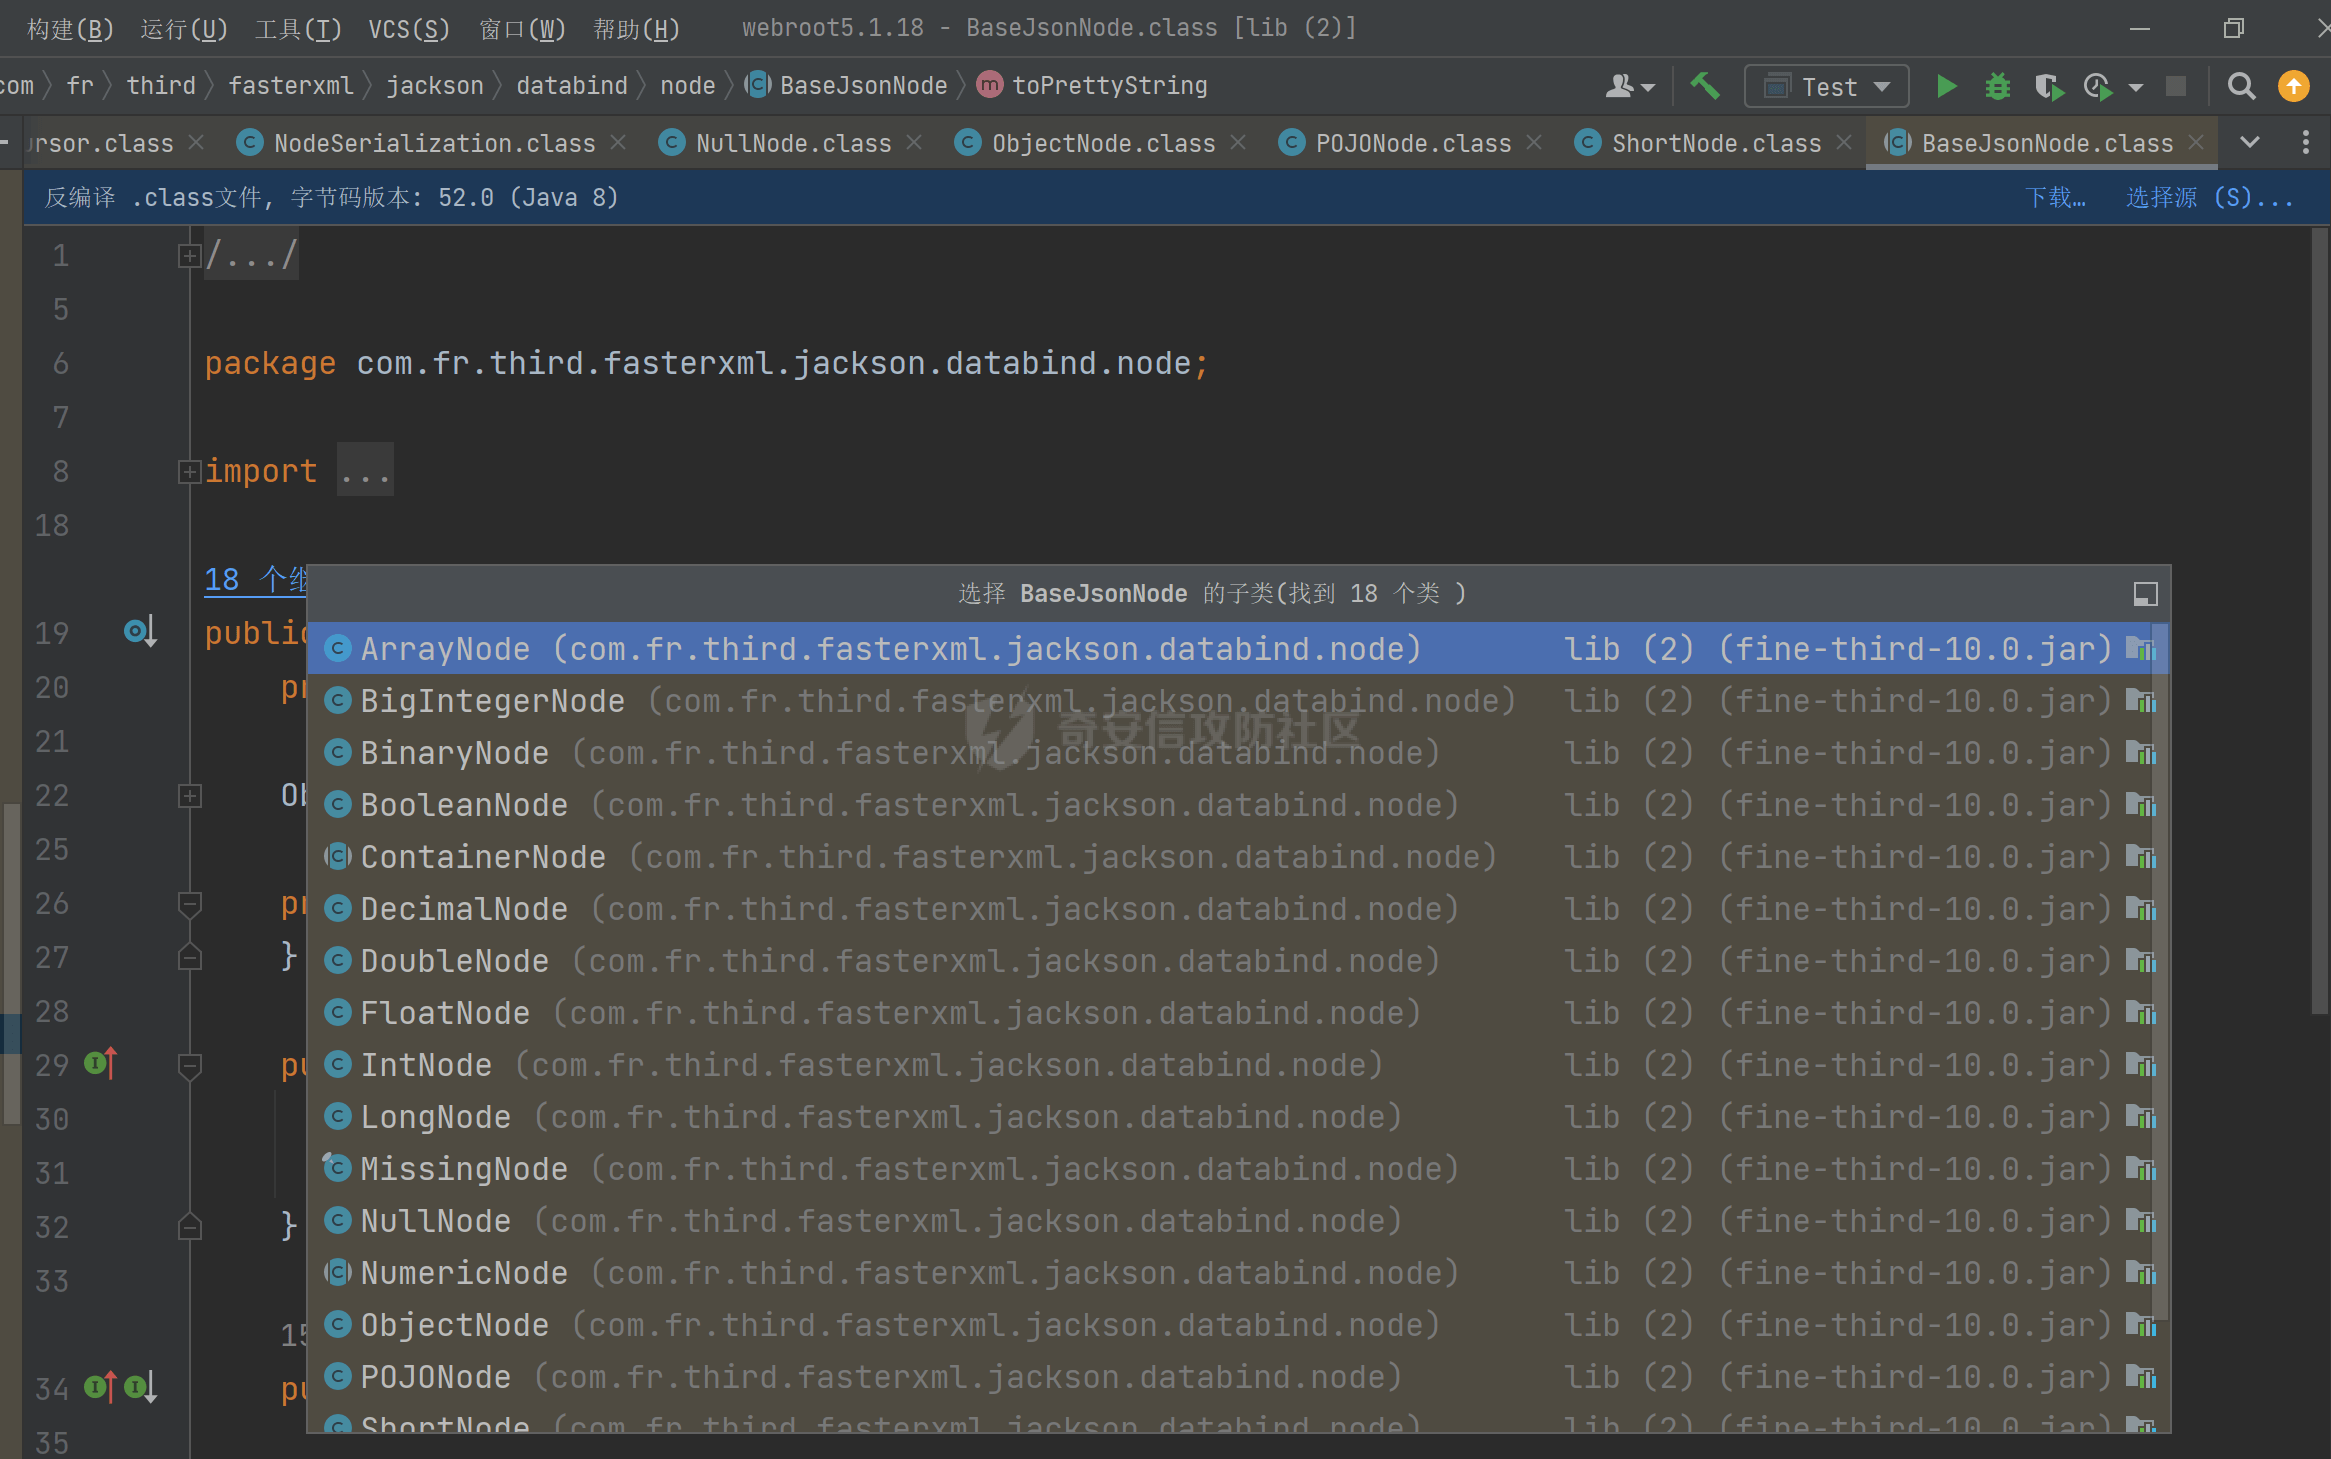 构建(B) 运行(U) 工具(T) VCS(S) 窗口(W) 帮助(H) webroot5.1.18 - BaseJsonNode.class [lib (2)]
com fr third fasterxml jackson databind node BaseJsonNode toPrettyString Test
rsor.class NodeSerialization.class NullNode.class ObjectNode.class POJONode.class ShortNode.class BaseJsonNode.class
反编译 .class文件, 字节码版本: 52.0 (Java 8) 下载… 选择源 (S)...
1 /.../
5
6 package com.fr.third.fasterxml.jackson.databind.node;
7
8 import ...
18
18 个继
选择 BaseJsonNode 的子类(找到 18 个类 )
19 public
ArrayNode (com.fr.third.fasterxml.jackson.databind.node) lib (2) (fine-third-10.0.jar)
20 pr
BigIntegerNode (com.fr.third.fasterxml.jackson.databind.node) lib (2) (fine-third-10.0.jar)
奇安信攻防社区
21
BinaryNode (com.fr.third.fasterxml.jackson.databind.node) lib (2) (fine-third-10.0.jar)
22 Ob
BooleanNode (com.fr.third.fasterxml.jackson.databind.node) lib (2) (fine-third-10.0.jar)
25
ContainerNode (com.fr.third.fasterxml.jackson.databind.node) lib (2) (fine-third-10.0.jar)
26 pr
DecimalNode (com.fr.third.fasterxml.jackson.databind.node) lib (2) (fine-third-10.0.jar)
27 }
DoubleNode (com.fr.third.fasterxml.jackson.databind.node) lib (2) (fine-third-10.0.jar)
28
FloatNode (com.fr.third.fasterxml.jackson.databind.node) lib (2) (fine-third-10.0.jar)
29 pu
IntNode (com.fr.third.fasterxml.jackson.databind.node) lib (2) (fine-third-10.0.jar)
30
LongNode (com.fr.third.fasterxml.jackson.databind.node) lib (2) (fine-third-10.0.jar)
31
MissingNode (com.fr.third.fasterxml.jackson.databind.node) lib (2) (fine-third-10.0.jar)
32 }
NullNode (com.fr.third.fasterxml.jackson.databind.node) lib (2) (fine-third-10.0.jar)
33
NumericNode (com.fr.third.fasterxml.jackson.databind.node) lib (2) (fine-third-10.0.jar)
15
ObjectNode (com.fr.third.fasterxml.jackson.databind.node) lib (2) (fine-third-10.0.jar)
34 pu
POJONode (com.fr.third.fasterxml.jackson.databind.node) lib (2) (fine-third-10.0.jar)
35
ShortNode (com.fr.third.fasterxml.jackson.databind.node) lib (2) (fine-third-10.0.jar)